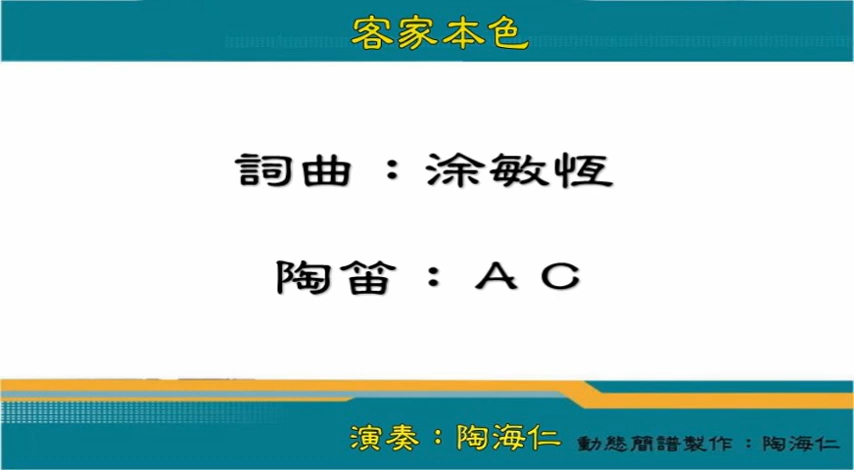 客家本色
詞曲：涂敏恆
陶笛：ＡＣ
演奏：陶海仁
動態簡譜製作：陶海仁